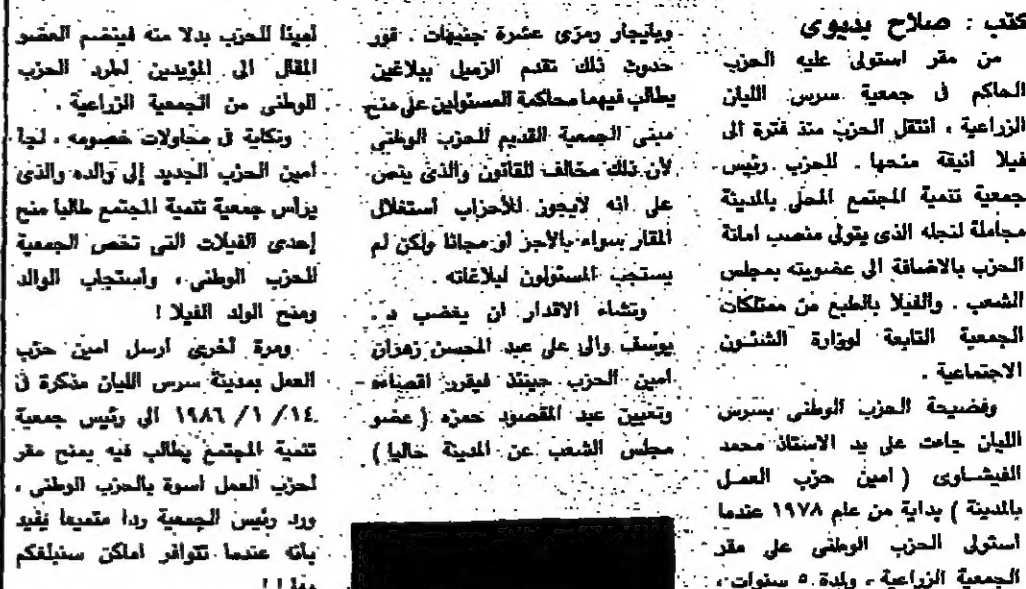 كتب : صلاح بديوى
من مقر استولى عليه الحزب
الحاكم فى جمعية سرس الليان
الزراعية ، انتقل الحزب منذ فترة الى
فيلا انيقة منحها . للحزب رئيس
جمعية تنمية المجتمع المحلى بالمدينة
مجاملة لنجله الذى يتولى منصب امانة
الحزب بالاضافة الى عضويته بمجلس
الشعب . والفيلا بالطبع من ممتلكات
الجمعية التابعة لوزارة الشئون
الاجتماعية .
وفضيحة الحزب الوطنى بسرس
الليان جاءت على يد الاستاذ محمد
الفيشاوى ( امين حزب العمل
بالمدينة ) بداية من عام ١٩٧٨ عندما
استولى الحزب الوطنى على مقر
الجمعية الزراعية ، ولمدة ٥ سنوات ،
وبايجار رمزى عشرة جنيهات . فور
حدوث ذلك تقدم الزميل ببلاغين
يطالب فيهما محاكمة المسئولين على منح
مبنى الجمعية القديم للحزب الوطنى
لأن ذلك مخالف للقانون والذى ينص
على انه لايجوز للأحزاب استغلال
المقار سواء بالأجر او مجانا ولكن لم
يستجب المسئولون لبلاغاته .
وتشاء الاقدار ان يغضب د .
يوسف والى على عبد المحسن زهران
امين الحزب حينئذ فيقرر اقصاءه
وتعيين عبد المقصود حمزه ( عضو
مجلس الشعب عن المدينة حاليا )
امينا للحزب بدلا منه فينضم العضو
المقال الى المؤيدين لطرد الحزب
الوطنى من الجمعية الزراعية .
ونكاية فى محاولات خصومه ، لجأ
امين الحزب الجديد إلى والده والذى
يرأس جمعية تنمية المجتمع طالبا منح
إحدى الفيلات التى تخص الجمعية
للحزب الوطنى ، واستجاب الوالد
ومنح الولد الفيلا !
ومرة أخرى ارسل امين حزب
العمل بمدينة سرس الليان مذكرة فى
١٤/ ١/ ١٩٨٦ الى رئيس جمعية
تنمية المجتمع يطالب فيه بمنح مقر
لحزب العمل اسوة بالحزب الوطنى ،
ورد رئيس الجمعية ردا متميعا يفيد
بأنه عندما تتوافر اماكن سنبلغكم